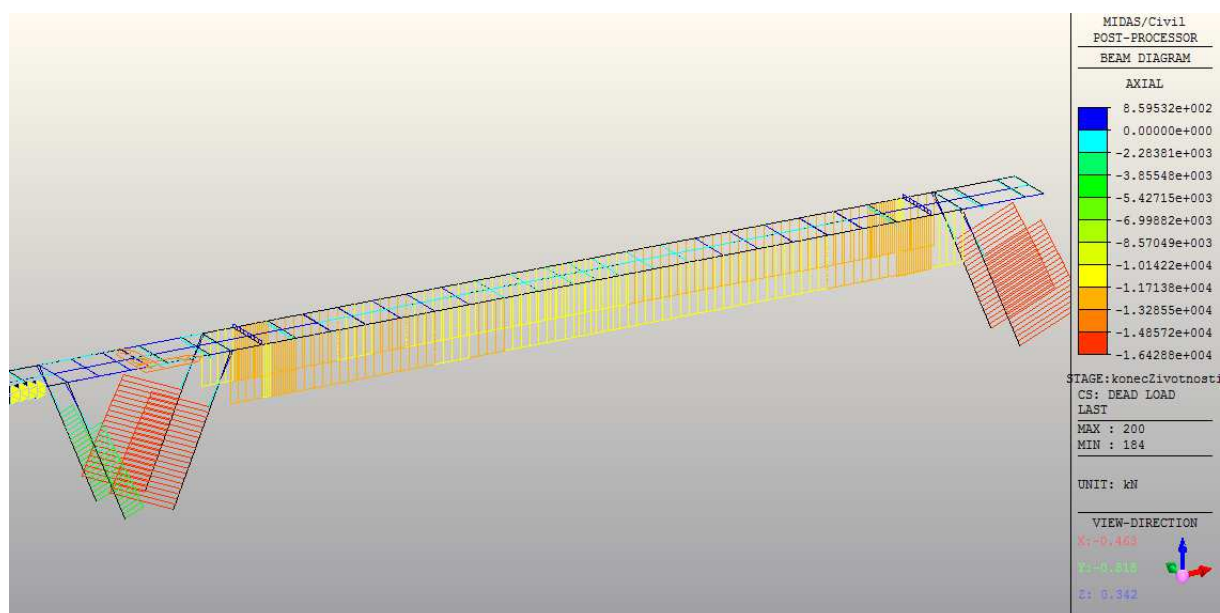 MIDAS/Civil
POST-PROCESSOR
BEAM DIAGRAM
AXIAL
8.59532e+002
0.00000e+000
-2.28381e+003
-3.85548e+003
-5.42715e+003
-6.99882e+003
-8.57049e+003
-1.01422e+004
-1.17138e+004
-1.32855e+004
-1.48572e+004
-1.64288e+004
STAGE:konecZivotnosti
CS: DEAD LOAD
LAST
MAX : 200
MIN : 184
UNIT: kN
VIEW-DIRECTION
X:-0.463
Y:-0.818
Z: 0.342